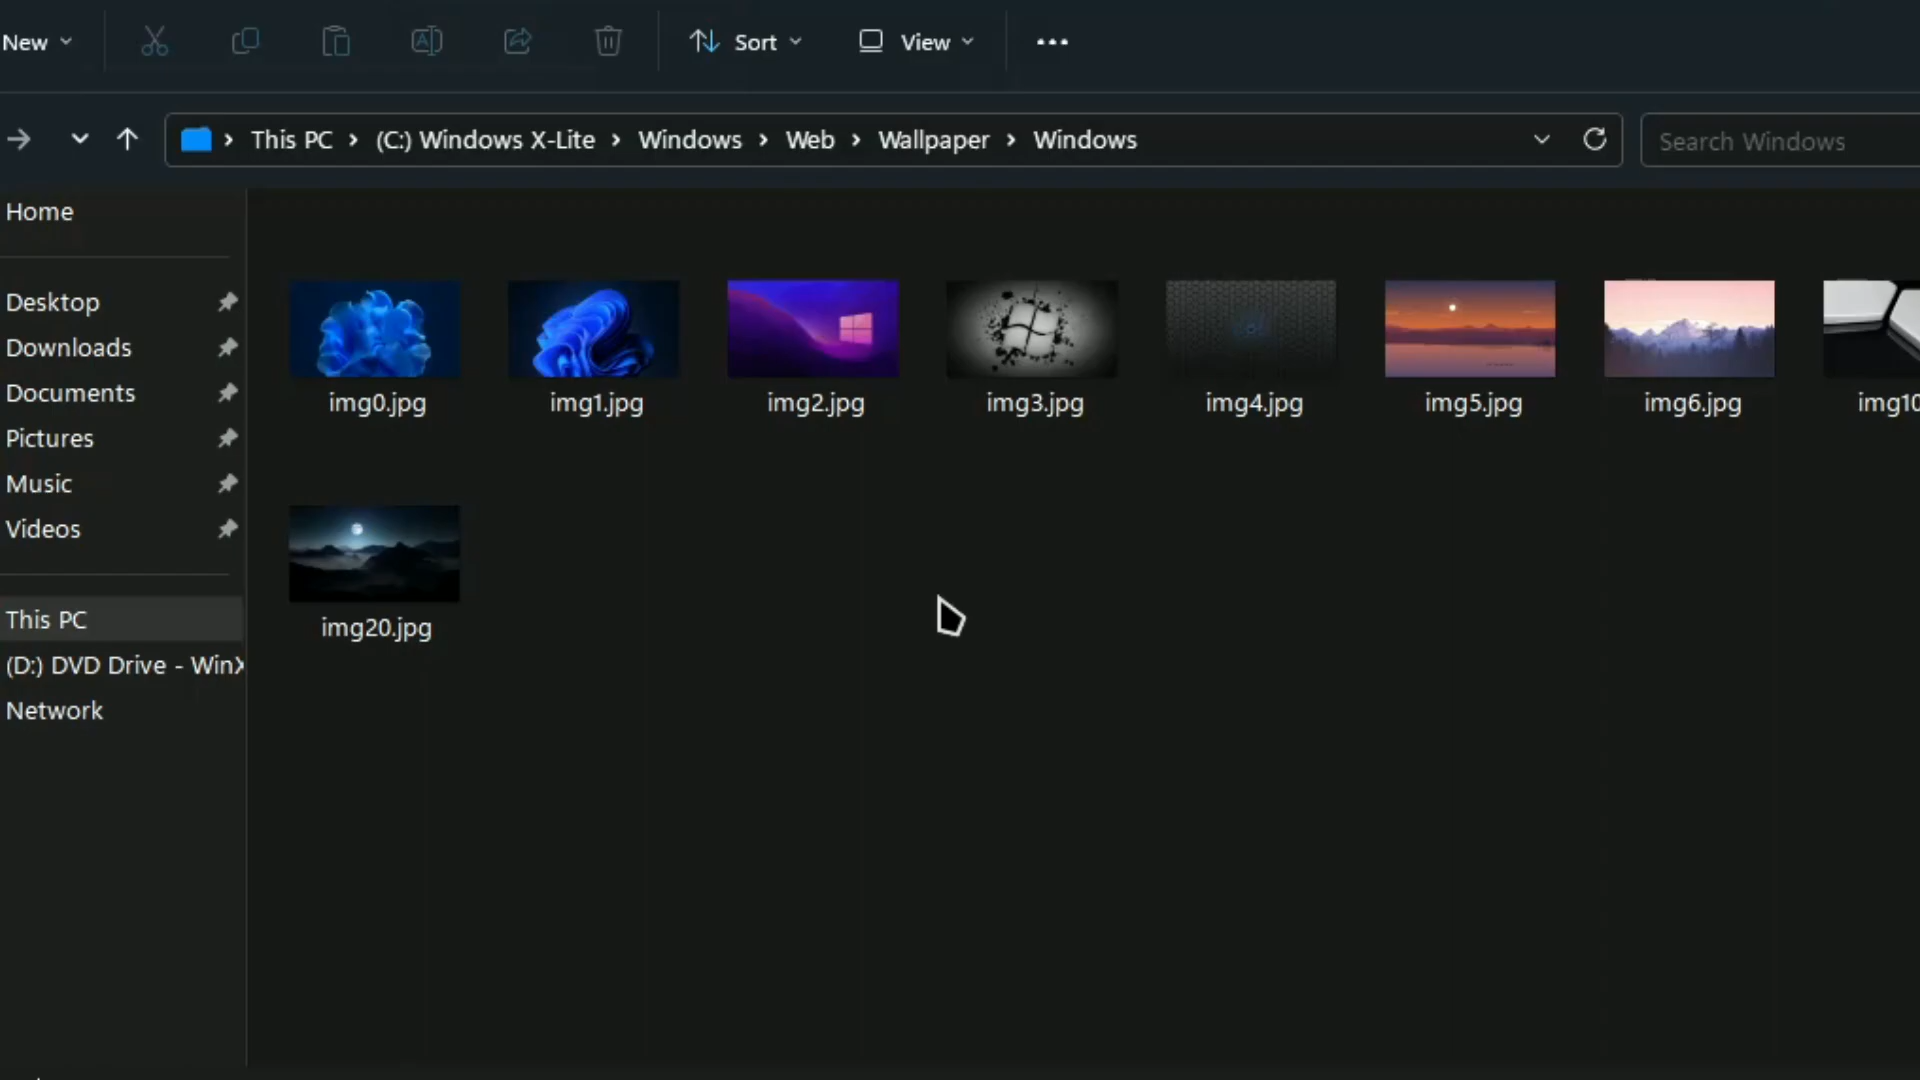 New
Sort
View
This PC > (C:) Windows X-Lite > Windows > Web > Wallpaper > Windows
Search Windows
Home
Desktop
Downloads
Documents
Pictures
Music
Videos
This PC
(D:) DVD Drive - WinX
Network
img0.jpg
img1.jpg
img2.jpg
img3.jpg
img4.jpg
img5.jpg
img6.jpg
img10
img20.jpg